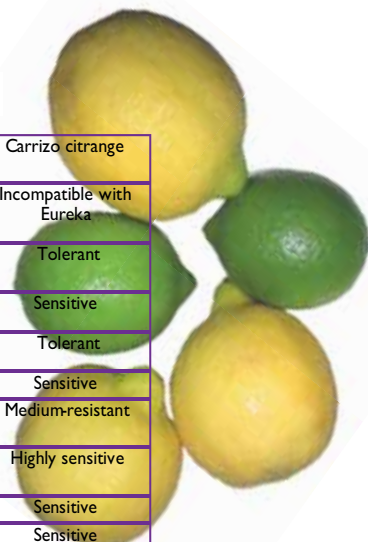 Carrizo citrange
Incompatible with
Eureka
Tolerant
Sensitive
Tolerant
Sensitive
Medium-resistant
Highly sensitive
Sensitive
Sensitive